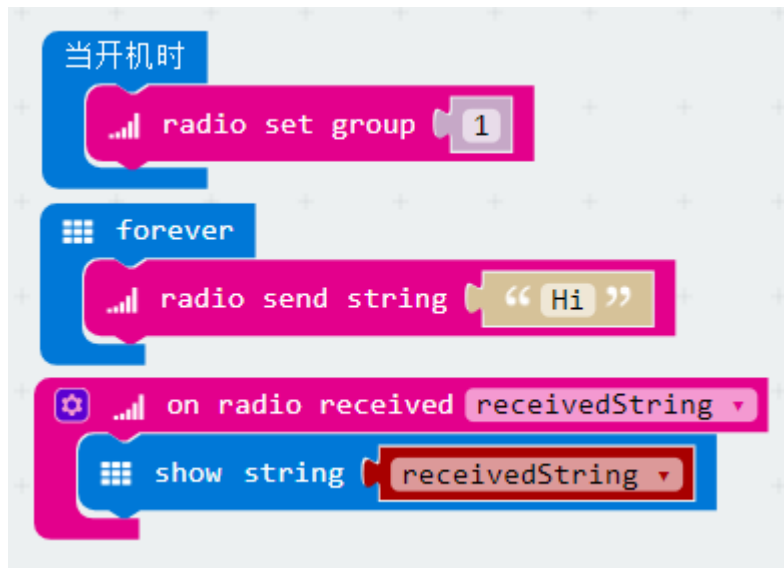 当开机时
radio set group 1
forever
radio send string “ Hi ”
on radio received receivedString
show string receivedString